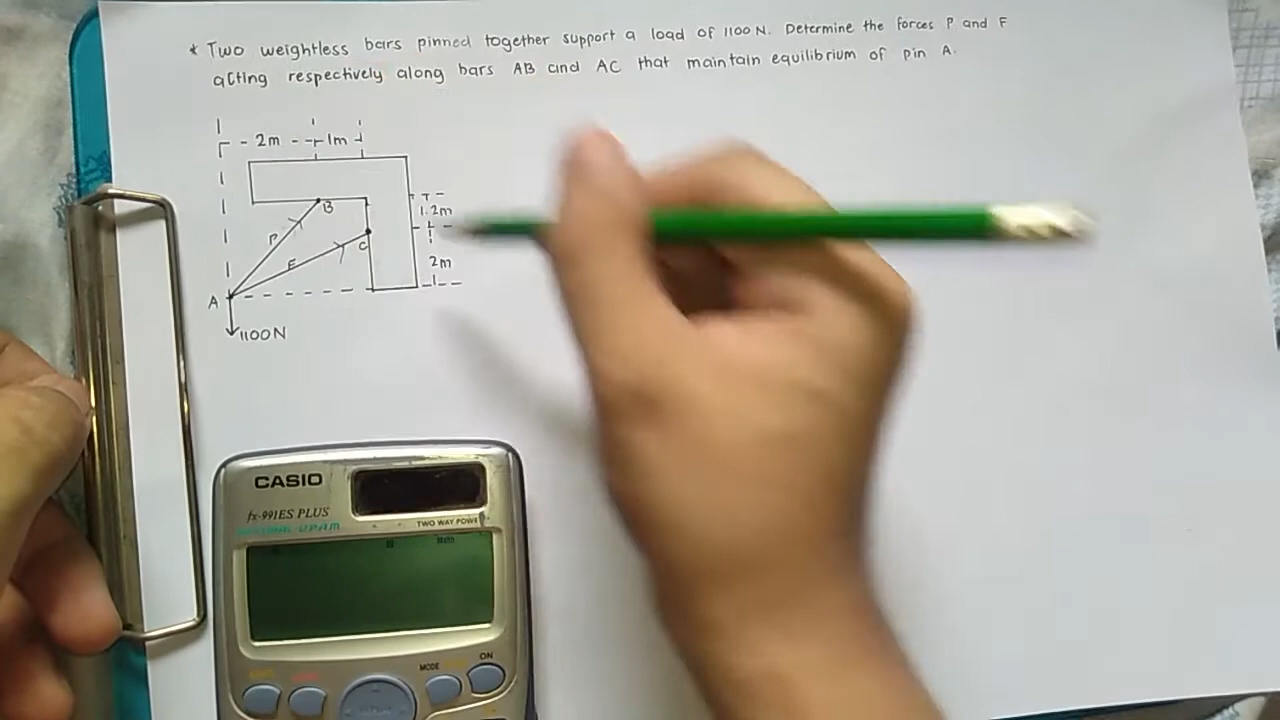 * Two weightless bars pinned together support a load of 1100 N. Determine the forces P and F
acting respectively along bars AB and AC that maintain equilibrium of pin A.
2m 1m
B
1.2m
P
C
F
2m
A
1100N
CASIO
fx-991ES PLUS
NATURAL-V.P.A.M.
TWO WAY POWER
Math
MODE
ON